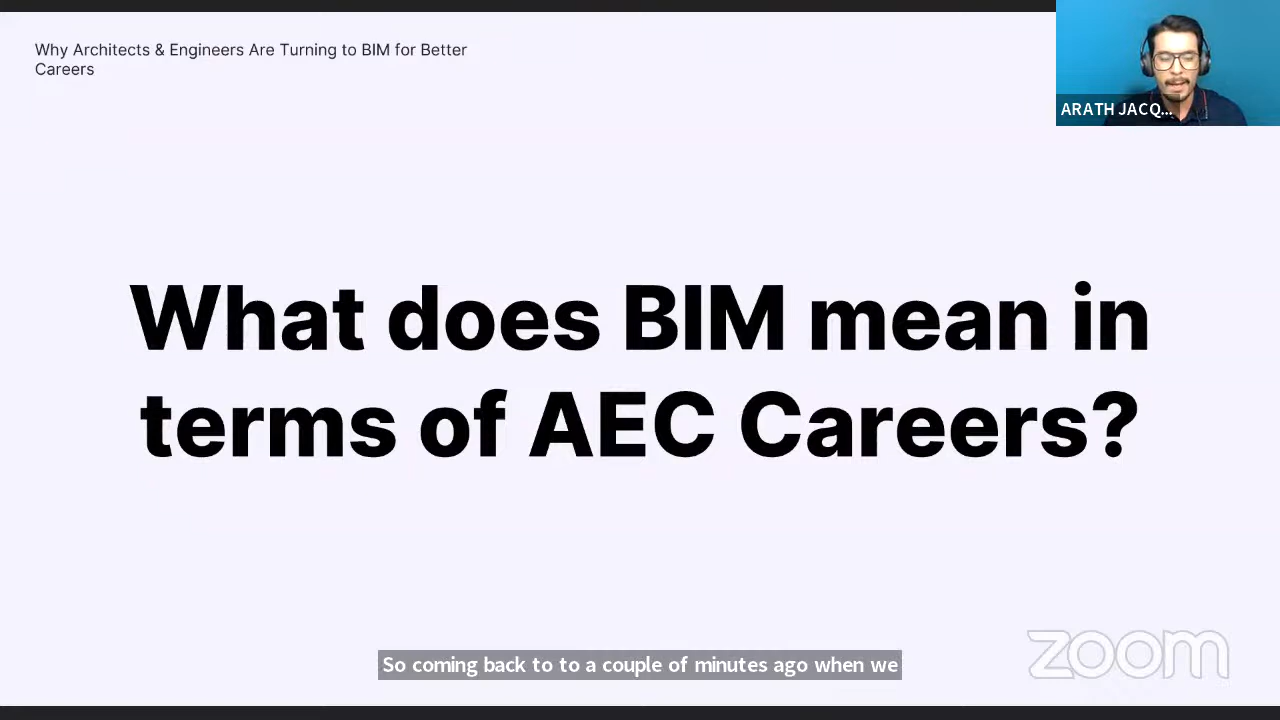 Why Architects & Engineers Are Turning to BIM for Better
Careers
ARATH JACQ...
What does BIM mean in
terms of AEC Careers?
zoom
So coming back to to a couple of minutes ago when we